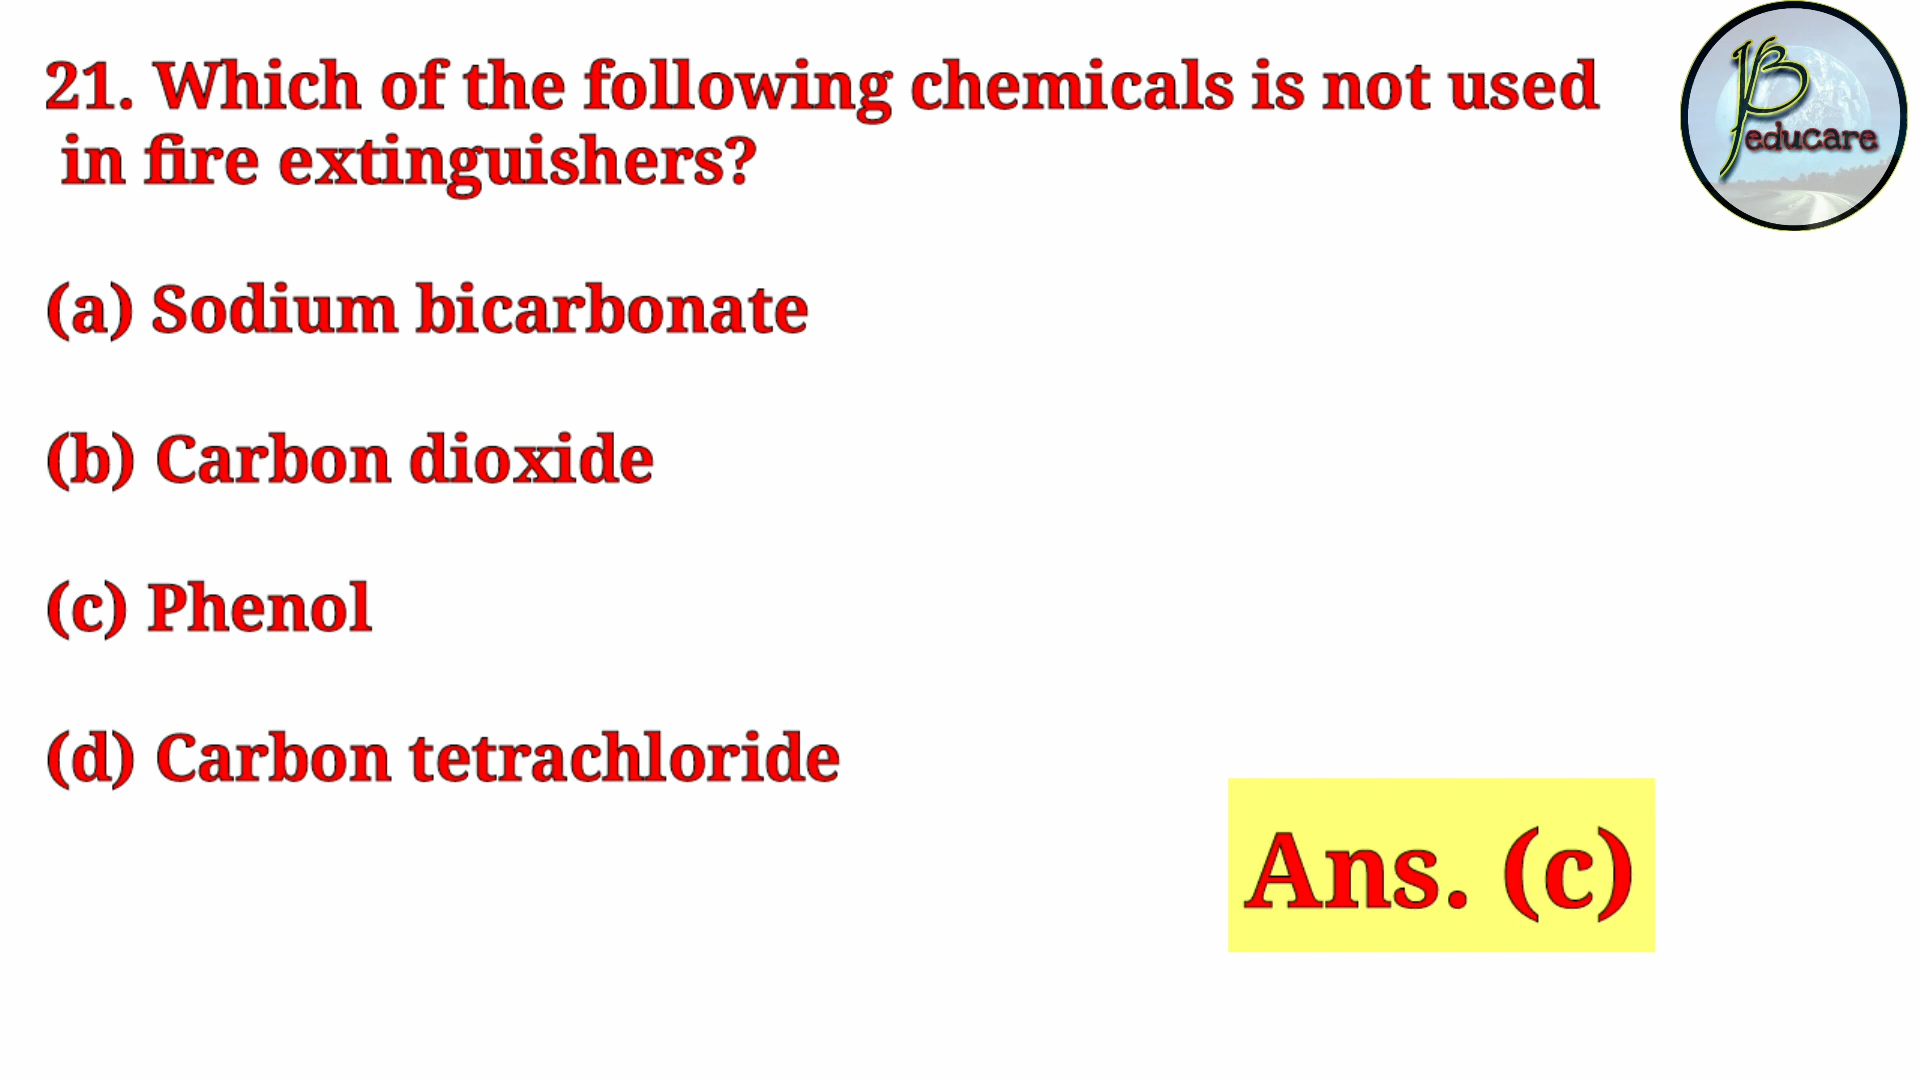 21. Which of the following chemicals is not used
in fire extinguishers?
(a) Sodium bicarbonate
(b) Carbon dioxide
(c) Phenol
(d) Carbon tetrachloride
Ans. (c)
educare